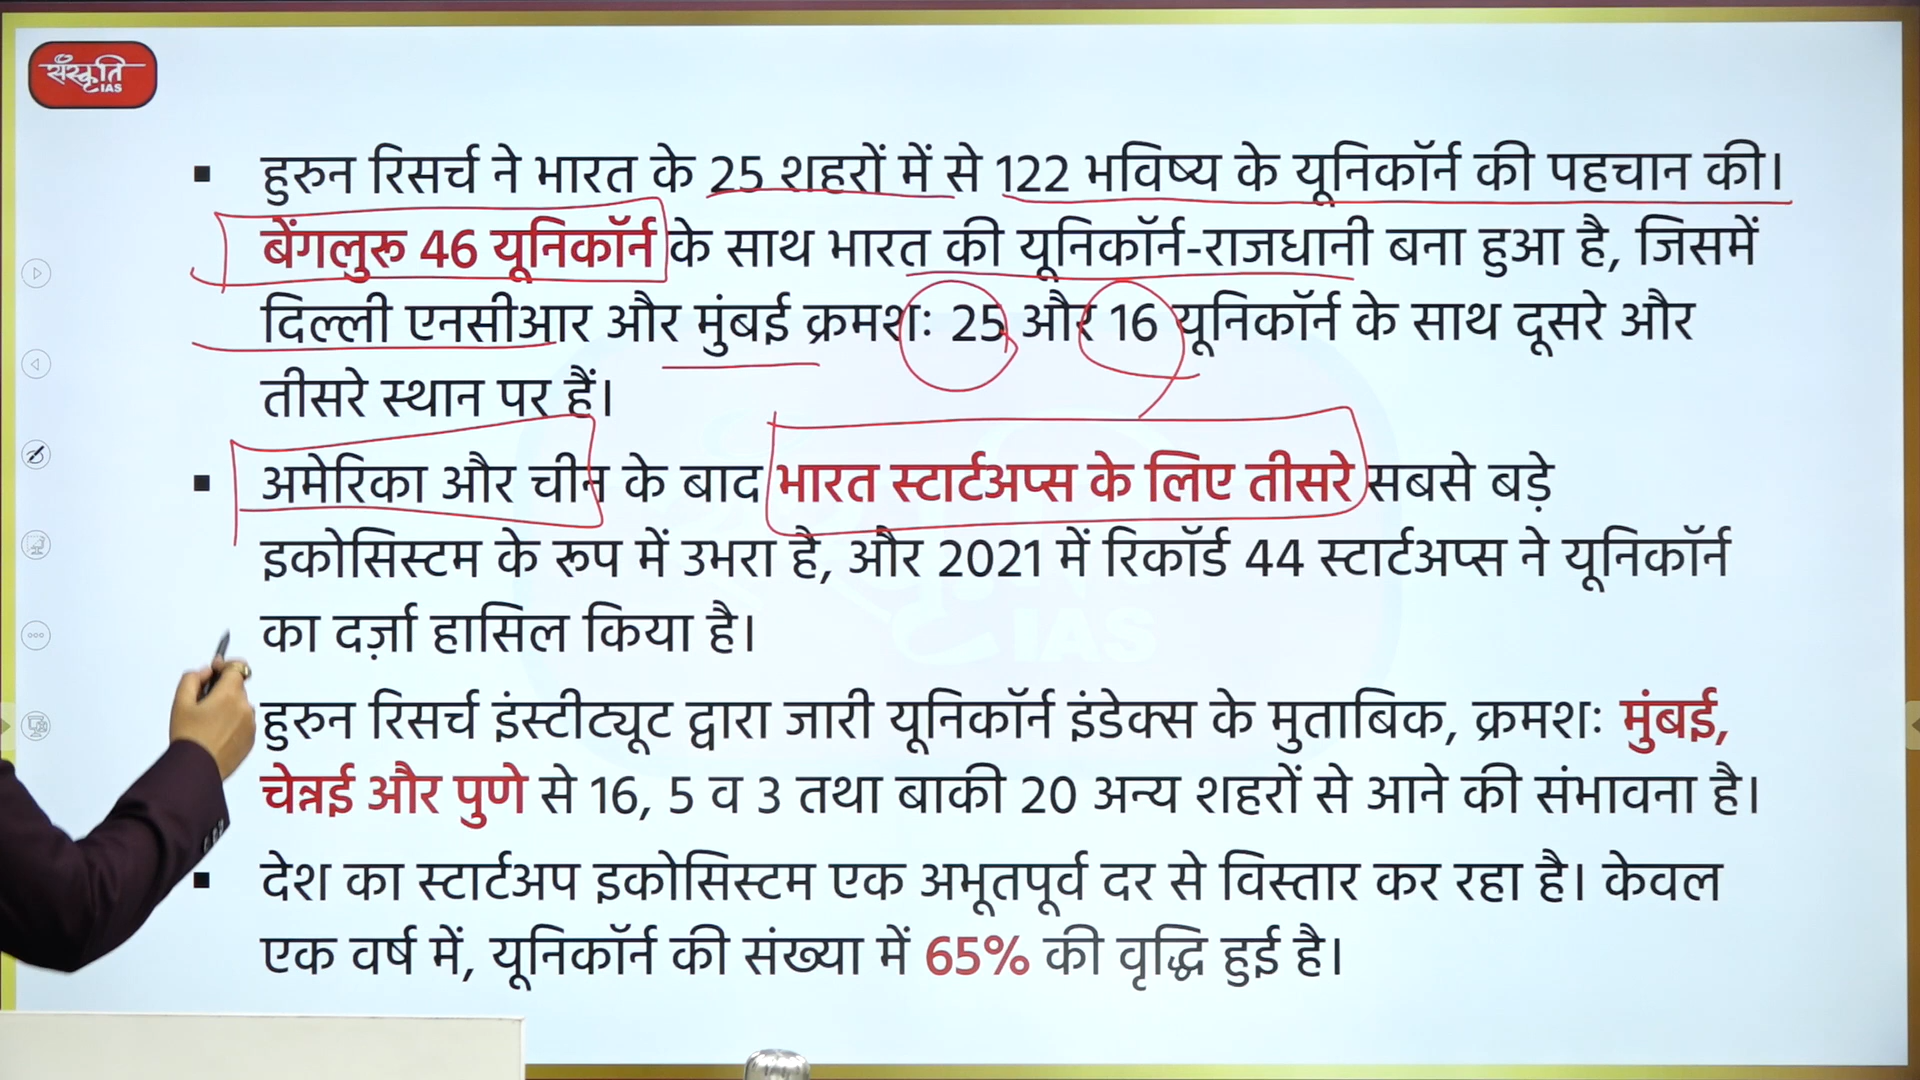 संस्कृति
IAS
हुरुन रिसर्च ने भारत के 25 शहरों में से 122 भविष्य के यूनिकॉर्न की पहचान की।
बेंगलुरू 46 यूनिकॉर्न के साथ भारत की यूनिकॉर्न-राजधानी बना हुआ है, जिसमें
दिल्ली एनसीआर और मुंबई क्रमशः 25 और 16 यूनिकॉर्न के साथ दूसरे और
तीसरे स्थान पर हैं।
अमेरिका और चीन के बाद भारत स्टार्टअप्स के लिए तीसरे सबसे बड़े
इकोसिस्टम के रूप में उभरा है, और 2021 में रिकॉर्ड 44 स्टार्टअप्स ने यूनिकॉर्न
का दर्ज़ा हासिल किया है।
IAS
हुरुन रिसर्च इंस्टीट्यूट द्वारा जारी यूनिकॉर्न इंडेक्स के मुताबिक, क्रमशः मुंबई,
चेन्नई और पुणे से 16, 5 व 3 तथा बाकी 20 अन्य शहरों से आने की संभावना है।
देश का स्टार्टअप इकोसिस्टम एक अभूतपूर्व दर से विस्तार कर रहा है। केवल
एक वर्ष में, यूनिकॉर्न की संख्या में 65% की वृद्धि हुई है।